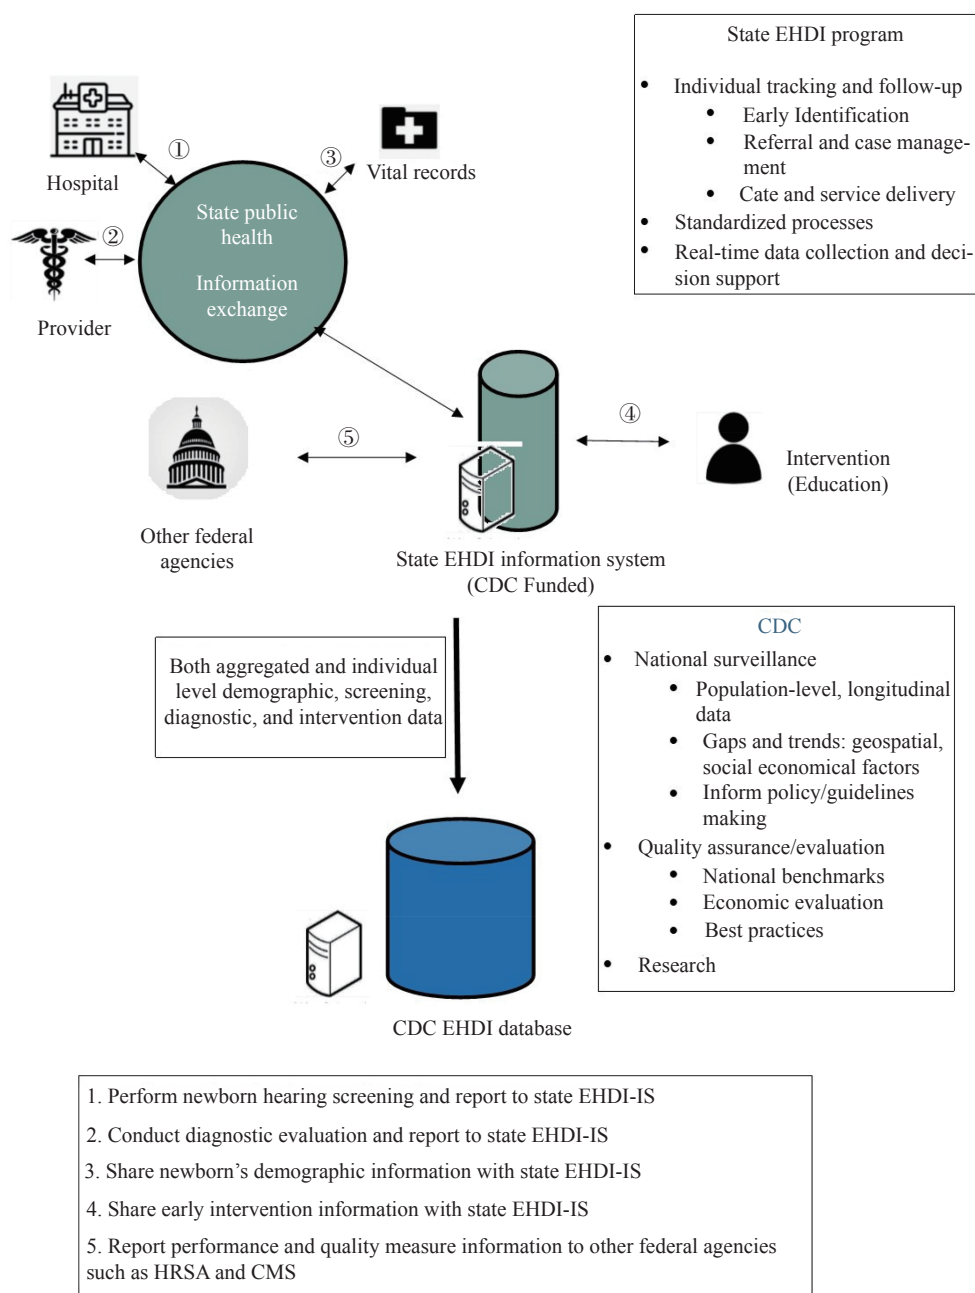 State EHDI program
• Individual tracking and follow-up
• Early Identification
• Referral and case manage-
ment
• Cate and service delivery
• Standardized processes
• Real-time data collection and deci-
sion support
①
Hospital
③
Vital records
②
Provider
State public
health
Information
exchange
④
Intervention
(Education)
⑤
Other federal
agencies
State EHDI information system
(CDC Funded)
Both aggregated and individual
level demographic, screening,
diagnostic, and intervention data
CDC
• National surveillance
• Population-level, longitudinal
data
• Gaps and trends: geospatial,
social economical factors
• Inform policy/guidelines
making
• Quality assurance/evaluation
• National benchmarks
• Economic evaluation
• Best practices
• Research
CDC EHDI database
1. Perform newborn hearing screening and report to state EHDI-IS
2. Conduct diagnostic evaluation and report to state EHDI-IS
3. Share newborn’s demographic information with state EHDI-IS
4. Share early intervention information with state EHDI-IS
5. Report performance and quality measure information to other federal agencies
such as HRSA and CMS